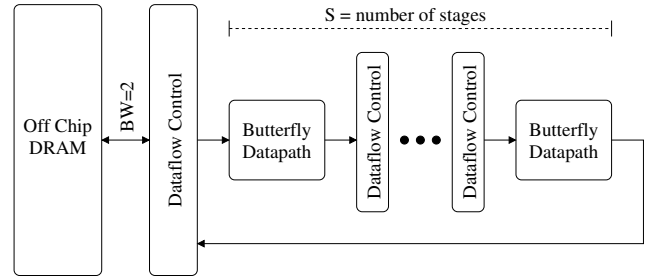 S = number of stages
Off Chip
DRAM
BW=2
Dataflow Control
Butterfly
Datapath
Dataflow Control
Dataflow Control
Butterfly
Datapath